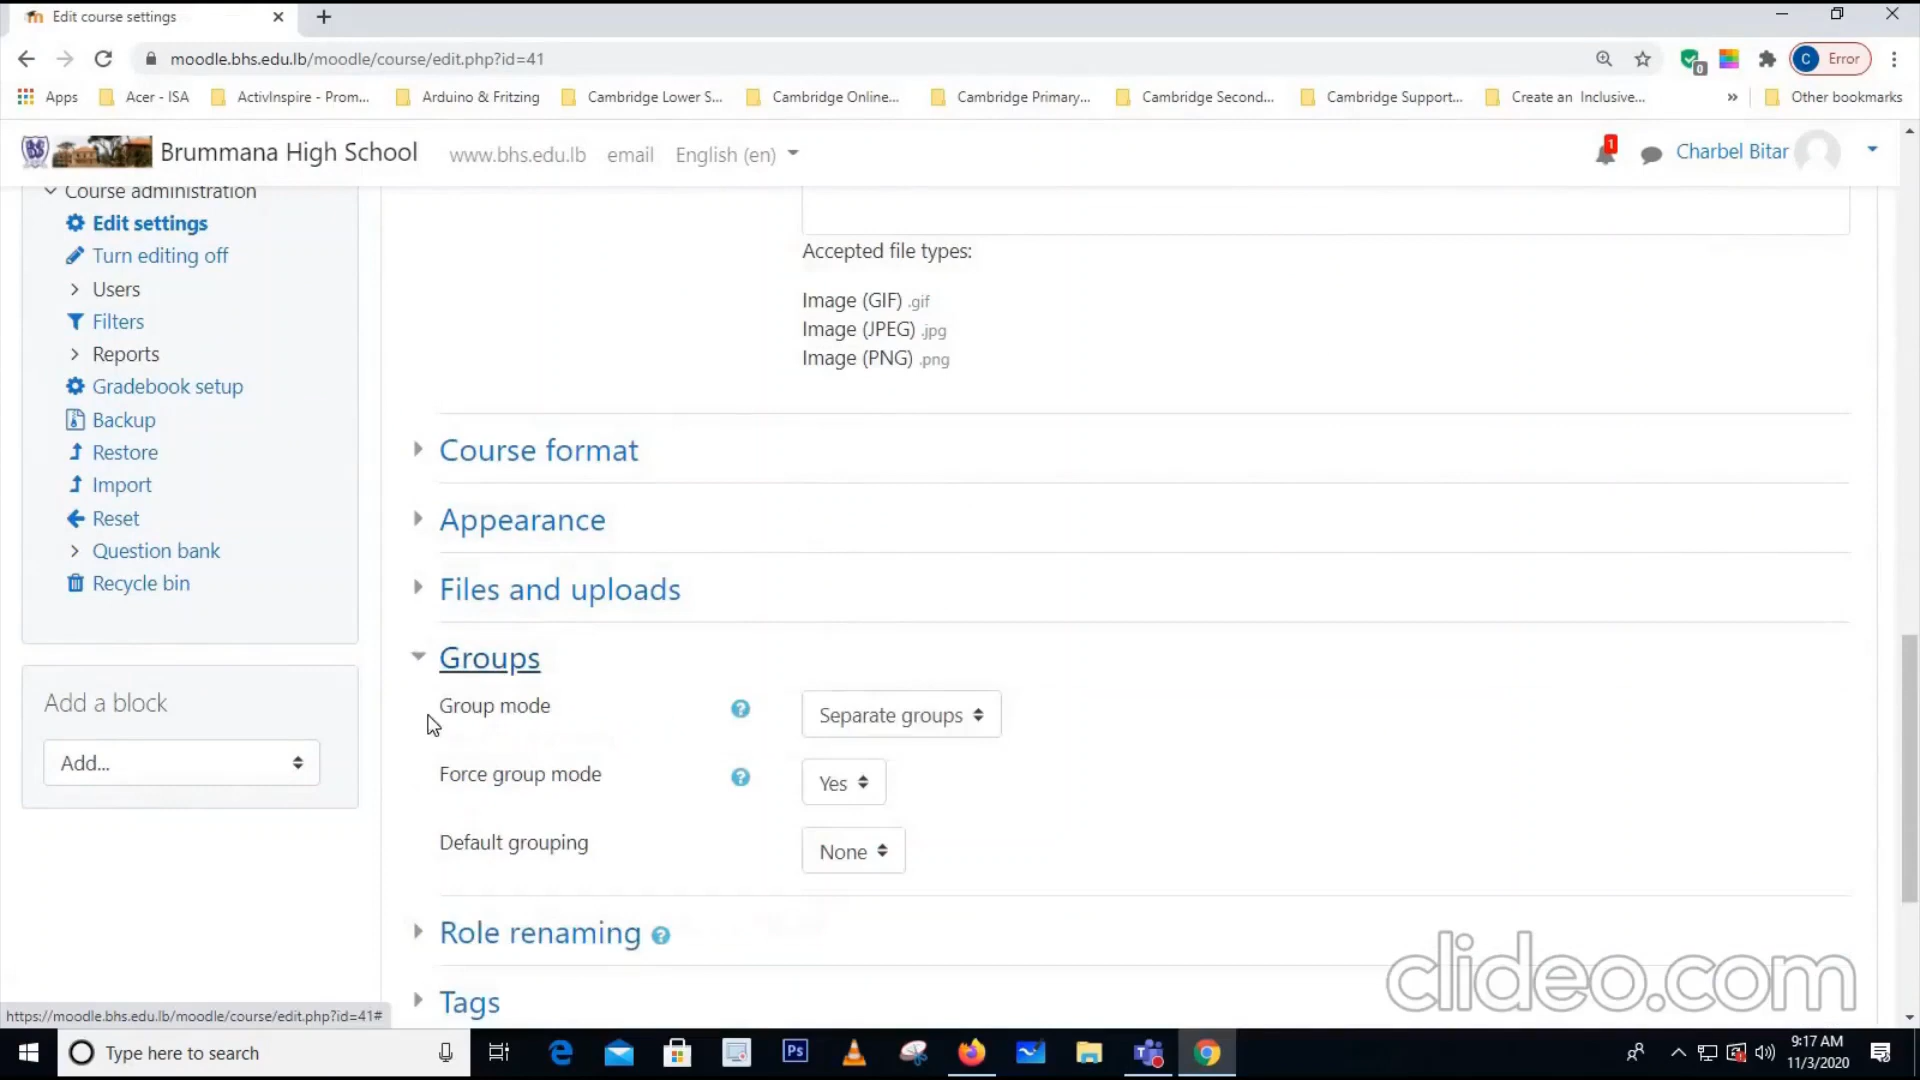 Edit course settings
moodle.bhs.edu.lb/moodle/course/edit.php?id=41
C Error
Apps Acer - ISA ActivInspire - Prom... Arduino & Fritzing Cambridge Lower S... Cambridge Online... Cambridge Primary... Cambridge Second... Cambridge Support... Create an Inclusive... » Other bookmarks
Brummana High School www.bhs.edu.lb email English (en) 1 Charbel Bitar
Course administration
Edit settings
Turn editing off
Users
Filters
Reports
Gradebook setup
Backup
Restore
Import
Reset
Question bank
Recycle bin
Add a block
Add...
Accepted file types:
Image (GIF) .gif
Image (JPEG) .jpg
Image (PNG) .png
Course format
Appearance
Files and uploads
Groups
Group mode Separate groups
Force group mode Yes
Default grouping None
Role renaming
Tags
clideo.com
https://moodle.bhs.edu.lb/moodle/course/edit.php?id=41#
Type here to search
Ps
9:17 AM
11/3/2020